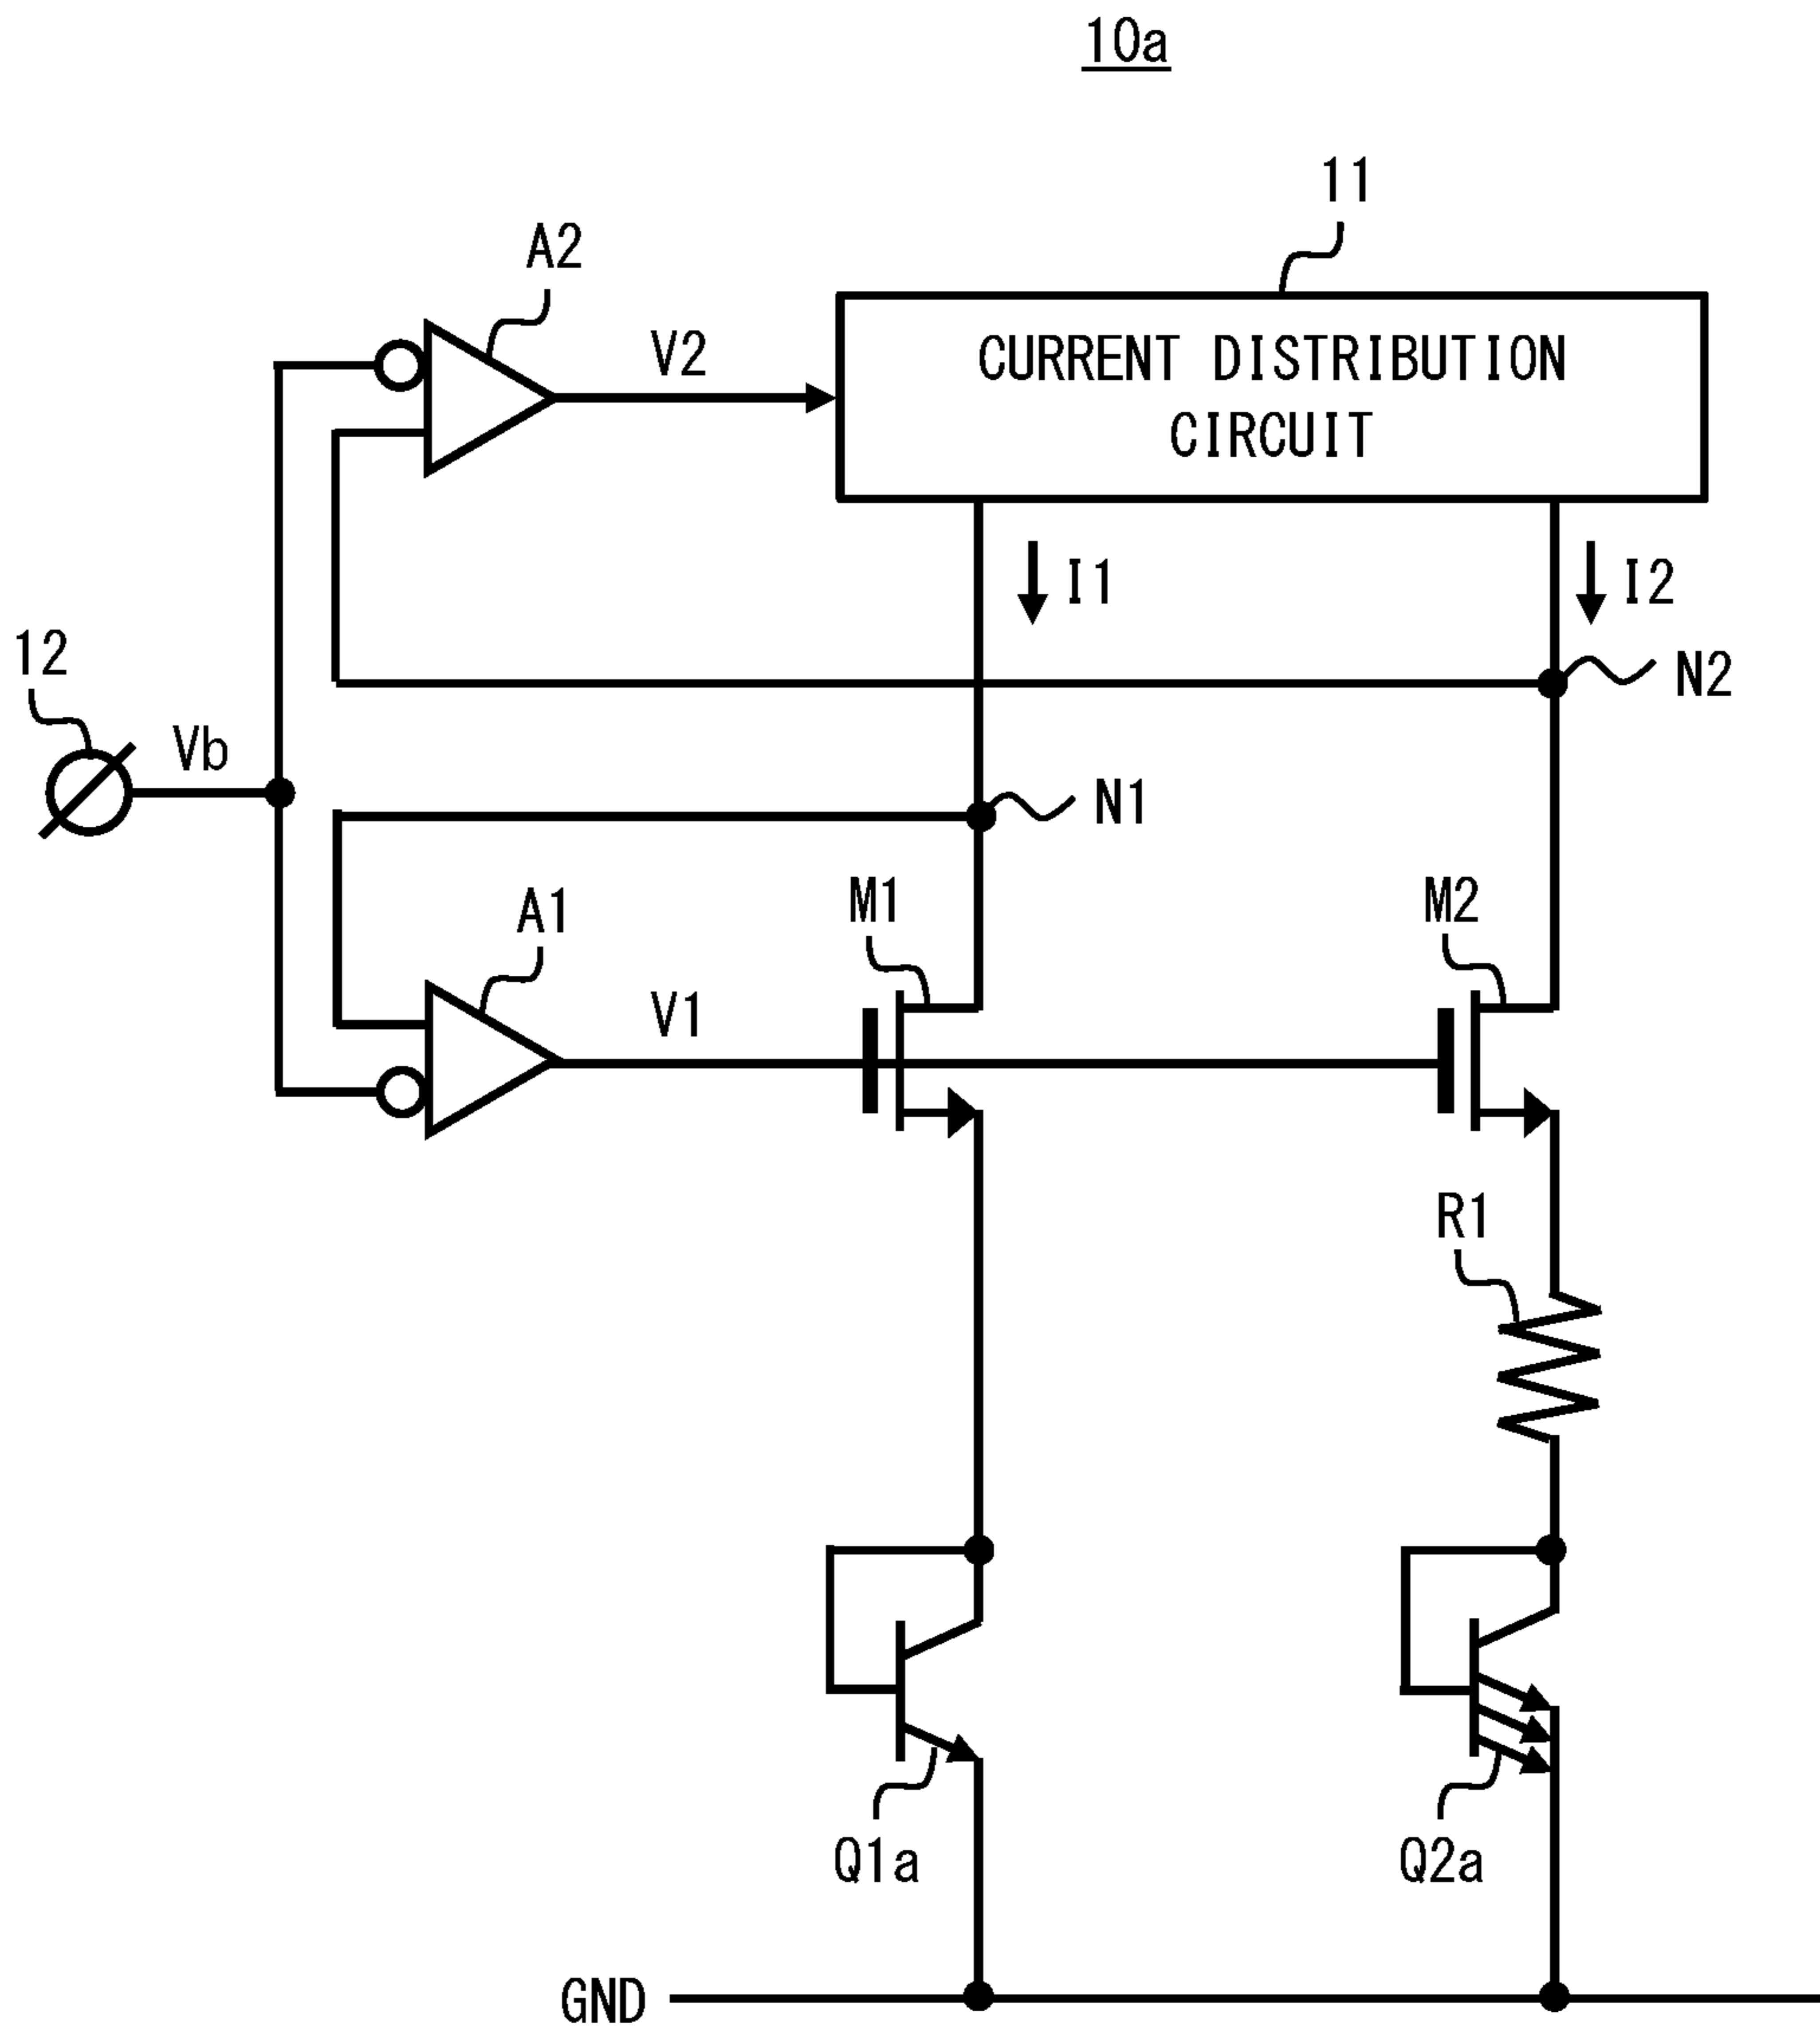 10a
11
A2
V2
CURRENT DISTRIBUTION
CIRCUIT
I1
I2
12
N2
Vb
N1
A1
M1
M2
V1
R1
Q1a
Q2a
GND